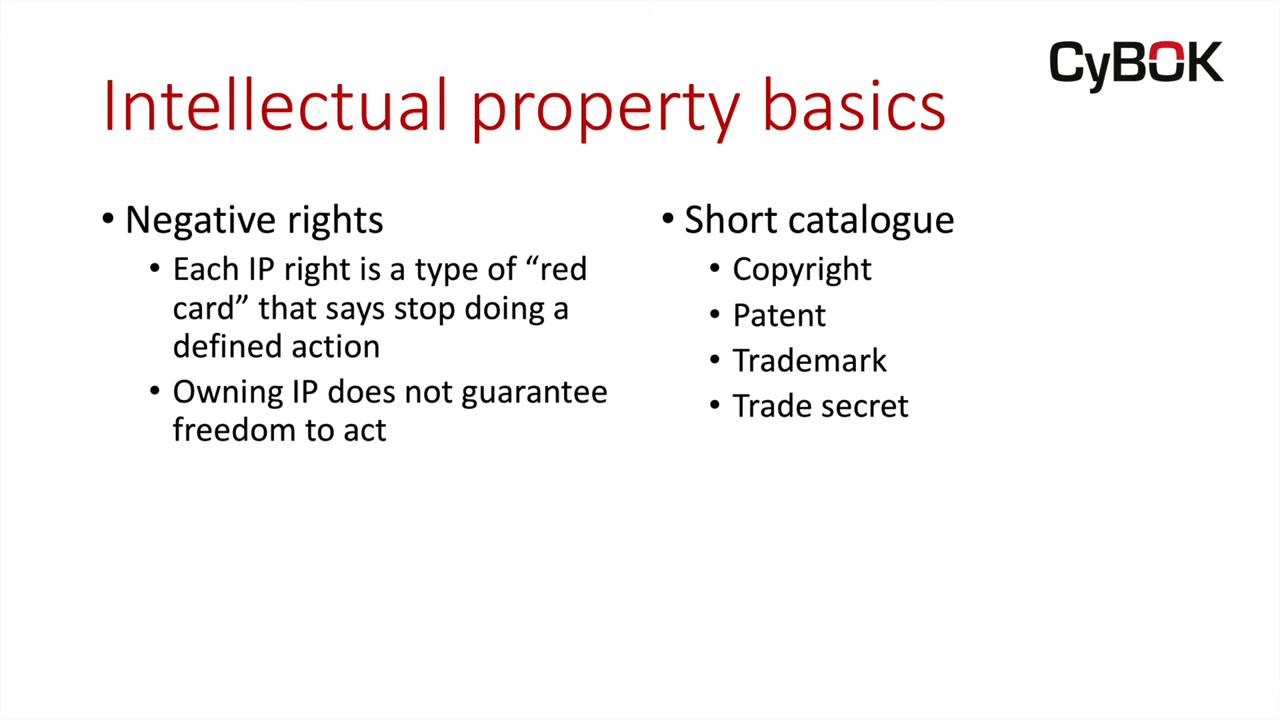 CyBOK
Intellectual property basics
• Negative rights
• Each IP right is a type of “red
card” that says stop doing a
defined action
• Owning IP does not guarantee
freedom to act
• Short catalogue
• Copyright
• Patent
• Trademark
• Trade secret